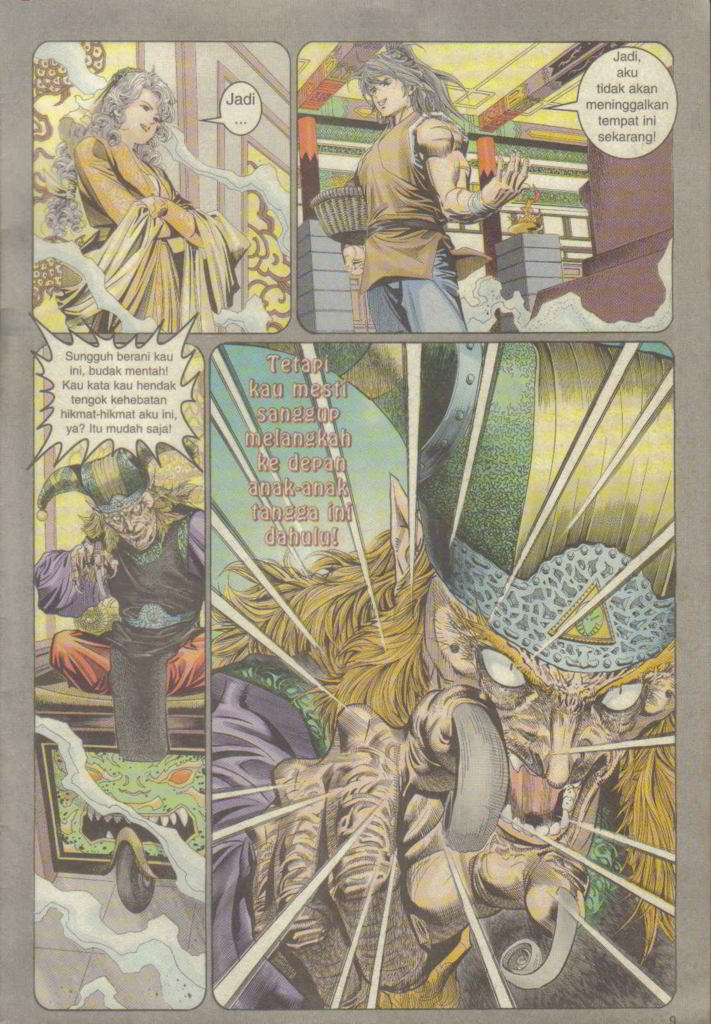 Jadi
...
Jadi,
aku
tidak akan
meninggalkan
tempat ini
sekarang!
Sungguh berani kau
ini, budak mentah!
Kau kata kau hendak
tengok kehebatan
hikmat-hikmat aku ini,
ya? Itu mudah saja!
Tetapi
kau mesti
sanggup
melangkah
ke depan
anak-anak
tangga ini
dahulu!
9